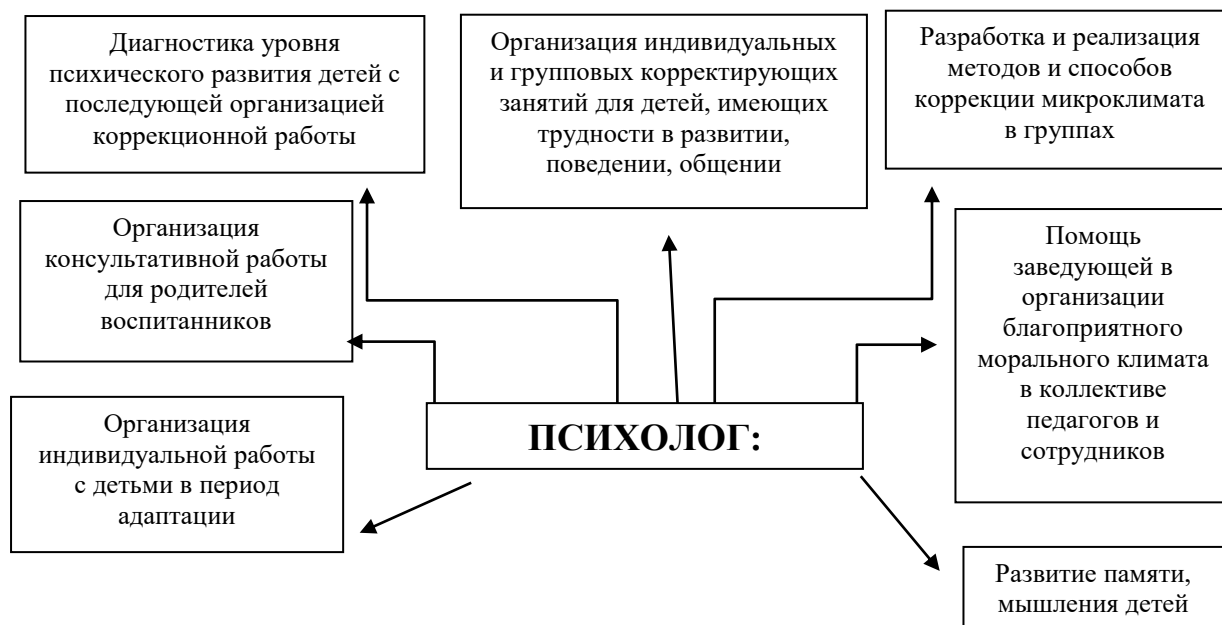 Диагностика уровня
психического развития детей с
последующей организацией
коррекционной работы
Организация индивидуальных
и групповых корректирующих
занятий для детей, имеющих
трудности в развитии,
поведении, общении
Разработка и реализация
методов и способов
коррекции микроклимата
в группах
Организация
консультативной работы
для родителей
воспитанников
Помощь
заведующей в
организации
благоприятного
морального климата
в коллективе
педагогов и
сотрудников
Организация
индивидуальной работы
с детьми в период
адаптации
ПСИХОЛОГ:
Развитие памяти,
мышления детей